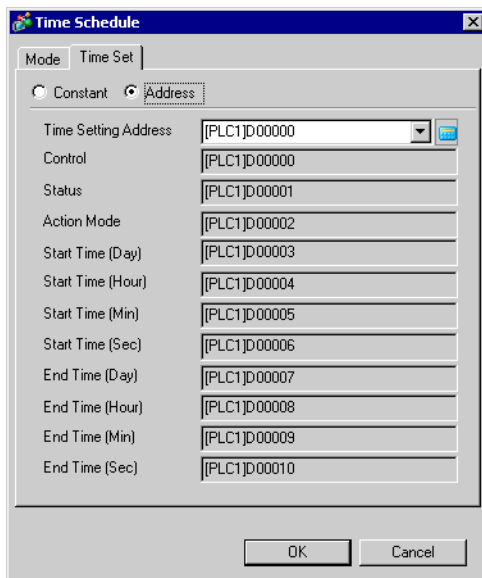 Time Schedule
Mode Time Set
Constant Address
Time Setting Address [PLC1]D00000
Control [PLC1]D00000
Status [PLC1]D00001
Action Mode [PLC1]D00002
Start Time (Day) [PLC1]D00003
Start Time (Hour) [PLC1]D00004
Start Time (Min) [PLC1]D00005
Start Time (Sec) [PLC1]D00006
End Time (Day) [PLC1]D00007
End Time (Hour) [PLC1]D00008
End Time (Min) [PLC1]D00009
End Time (Sec) [PLC1]D00010
OK Cancel